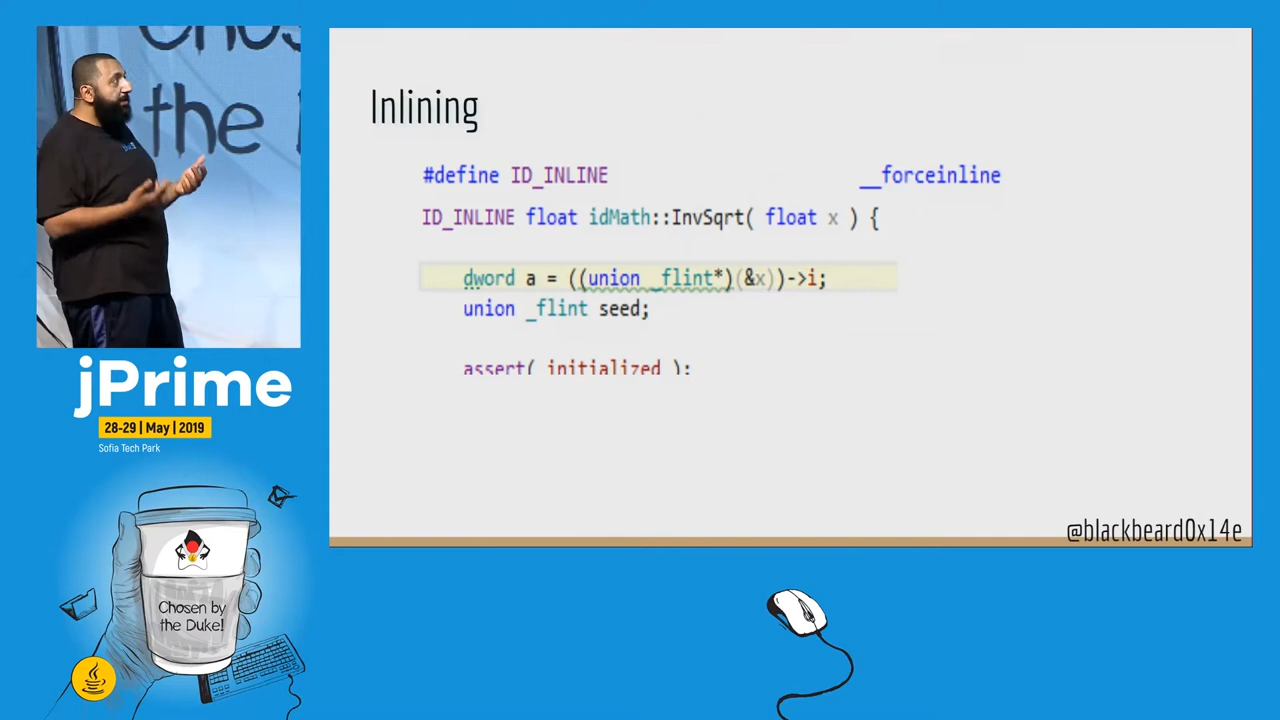 the
jPrime
28-29 | May | 2019
Sofia Tech Park
Chosen by
the Duke!
Inlining
#define ID_INLINE __forceinline
ID_INLINE float idMath::InvSqrt( float x ) {
dword a = ((union _flint*)(&x))->i;
union _flint seed;
assert( initialized );
@blackbeard0x14e